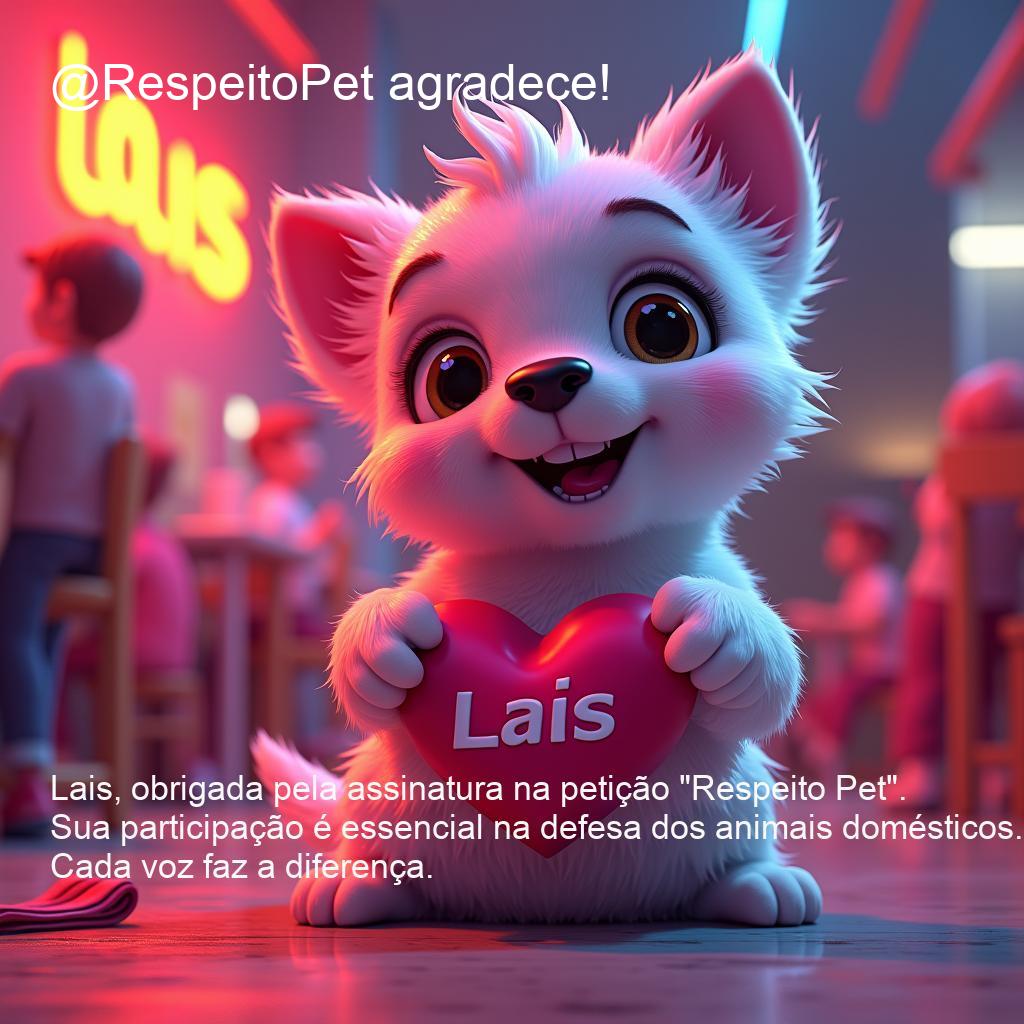 @RespeitoPet agradece!
Lais
Lais
Lais, obrigada pela assinatura na petição "Respeito Pet".
Sua participação é essencial na defesa dos animais domésticos.
Cada voz faz a diferença.